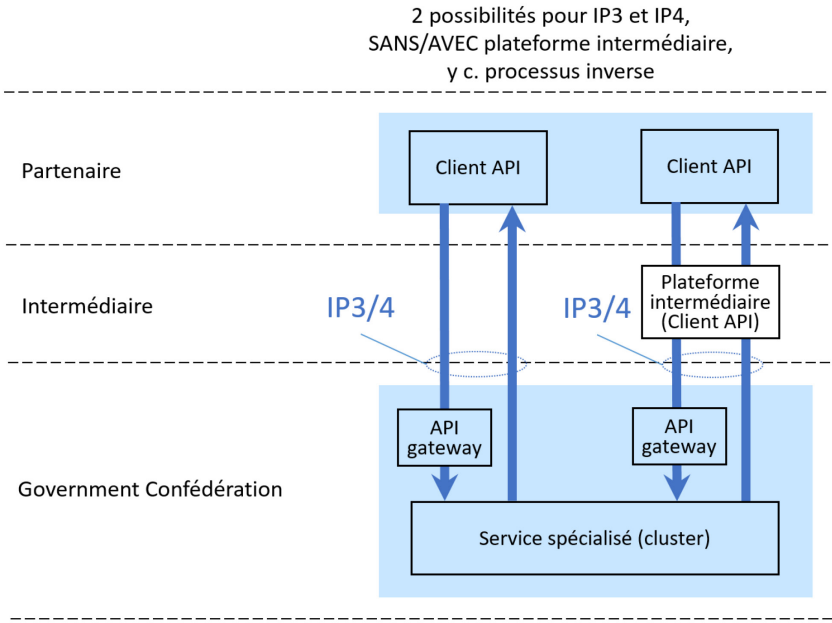 2 possibilités pour IP3 et IP4,
SANS/AVEC plateforme intermédiaire,
y c. processus inverse
Partenaire
Client API
Client API
Intermédiaire
IP3/4
IP3/4
Plateforme
intermédiaire
(Client API)
Government Confédération
API
gateway
API
gateway
Service spécialisé (cluster)